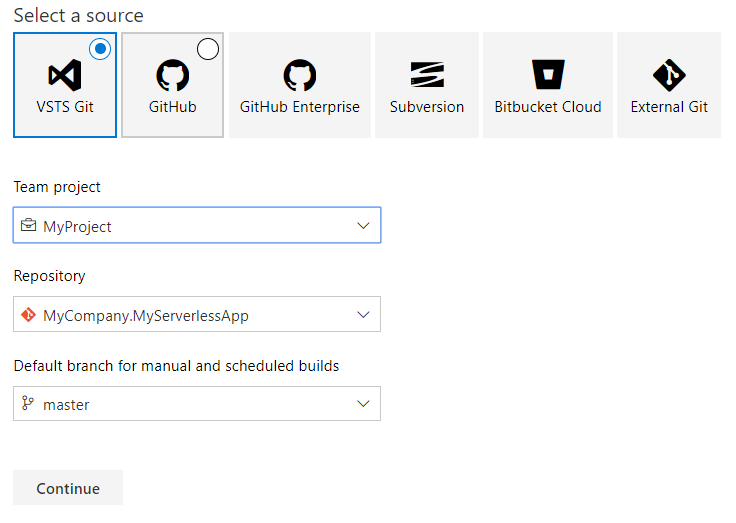 Select a source
VSTS Git
GitHub
GitHub Enterprise
Subversion
Bitbucket Cloud
External Git
Team project
MyProject
Repository
MyCompany.MyServerlessApp
Default branch for manual and scheduled builds
master
Continue